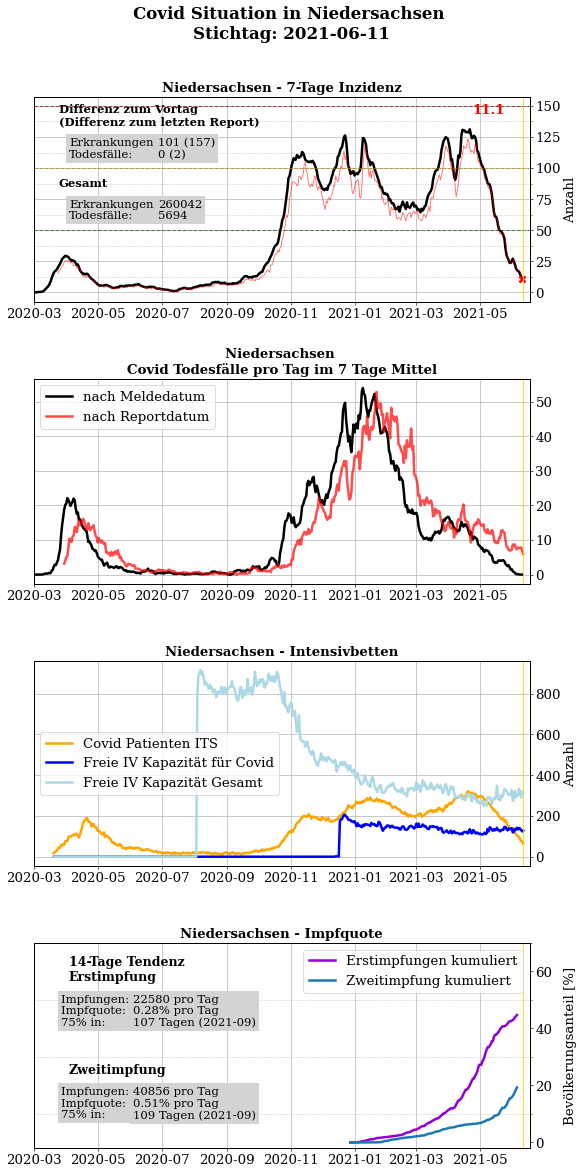 Covid Situation in Niedersachsen
Stichtag: 2021-06-11
Niedersachsen - 7-Tage Inzidenz
Differenz zum Vortag
(Differenz zum letzten Report)
Erkrankungen 101 (157)
Todesfälle: 0 (2)
Gesamt
Erkrankungen 260042
Todesfälle: 5694
11.1
150
125
100
75
50
25
0
Anzahl
2020-03 2020-05 2020-07 2020-09 2020-11 2021-01 2021-03 2021-05
Niedersachsen
Covid Todesfälle pro Tag im 7 Tage Mittel
nach Meldedatum
nach Reportdatum
50
40
30
20
10
0
2020-03 2020-05 2020-07 2020-09 2020-11 2021-01 2021-03 2021-05
Niedersachsen - Intensivbetten
Covid Patienten ITS
Freie IV Kapazität für Covid
Freie IV Kapazität Gesamt
800
600
400
200
0
Anzahl
2020-03 2020-05 2020-07 2020-09 2020-11 2021-01 2021-03 2021-05
Niedersachsen - Impfquote
14-Tage Tendenz
Erstimpfung
Impfungen: 22580 pro Tag
Impfquote: 0.28% pro Tag
75% in: 107 Tagen (2021-09)
Zweitimpfung
Impfungen: 40856 pro Tag
Impfquote: 0.51% pro Tag
75% in: 109 Tagen (2021-09)
Erstimpfungen kumuliert
Zweitimpfung kumuliert
60
40
20
0
Bevölkerungsanteil [%]
2020-03 2020-05 2020-07 2020-09 2020-11 2021-01 2021-03 2021-05